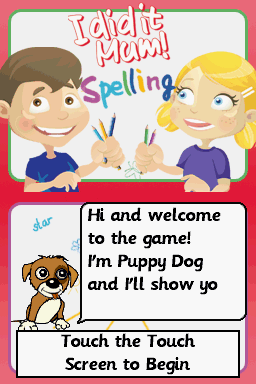 I did it
Mum!
Spelling
star
Hi and welcome
to the game!
I'm Puppy Dog
and I'll show yo
Touch the Touch
Screen to Begin